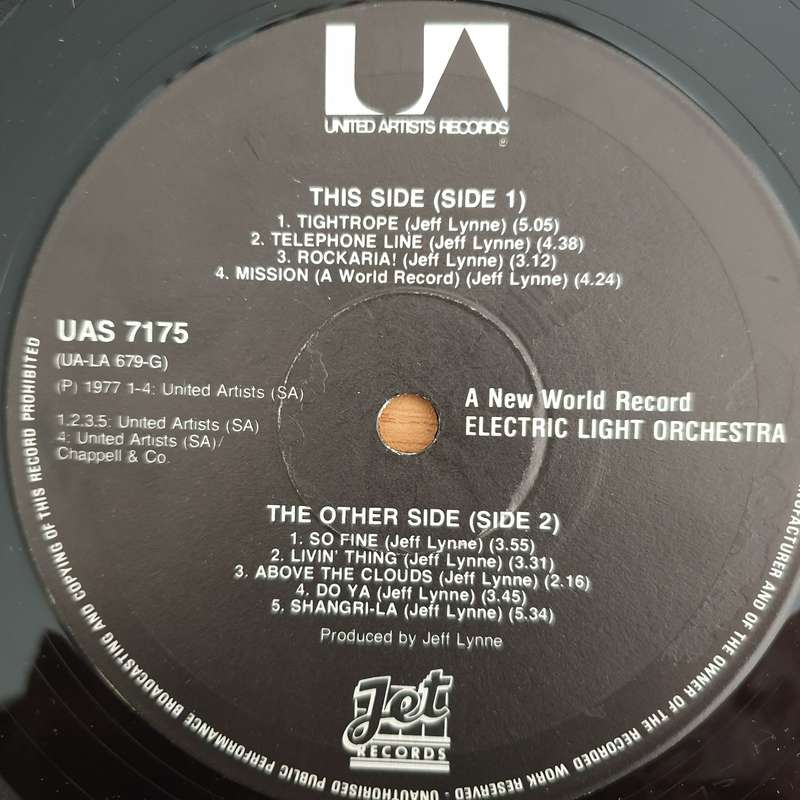 UA
UNITED ARTISTS RECORDS
®
THIS SIDE (SIDE 1)
1. TIGHTROPE (Jeff Lynne) (5.05)
2. TELEPHONE LINE (Jeff Lynne) (4.38)
3. ROCKARIA! (Jeff Lynne) (3.12)
4. MISSION (A World Record) (Jeff Lynne) (4.24)
UAS 7175
(UA-LA 679-G)
(P) 1977 1-4: United Artists (SA)
1.2.3.5: United Artists (SA)
4: United Artists (SA)/
Chappell & Co.
A New World Record
ELECTRIC LIGHT ORCHESTRA
THE OTHER SIDE (SIDE 2)
1. SO FINE (Jeff Lynne) (3.55)
2. LIVIN' THING (Jeff Lynne) (3.31)
3. ABOVE THE CLOUDS (Jeff Lynne) (2.16)
4. DO YA (Jeff Lynne) (3.45)
5. SHANGRI-LA (Jeff Lynne) (5.34)
Produced by Jeff Lynne
Jet
RECORDS
OF THE OWNER OF THE RECORDED WORK RESERVED-UNAUTHORISED PUBLIC PERFORMANCE BROADCASTING AND COPYING OF THIS RECORD PROHIBITED